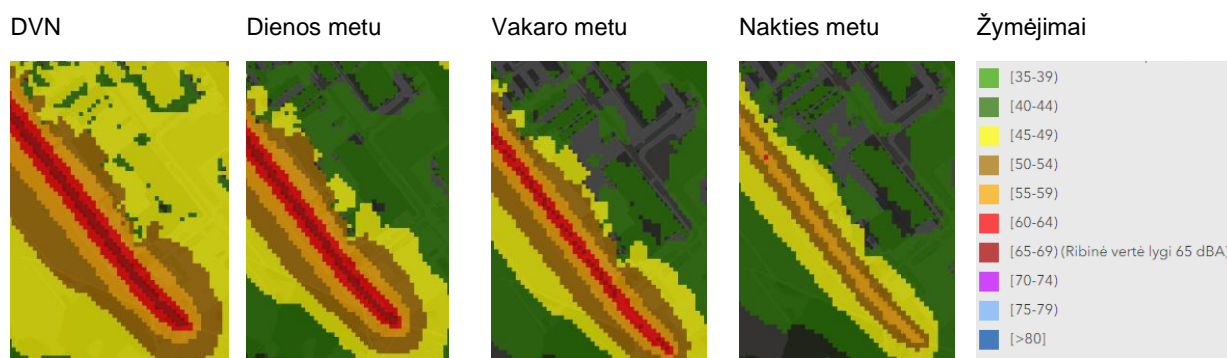 DVN
Dienos metu
Vakaro metu
Nakties metu
Žymėjimai
[35-39)
[40-44)
[45-49)
[50-54)
[55-59)
[60-64)
[65-69) (Ribinė vertė lygi 65 dBA)
[70-74)
[75-79)
[>80]